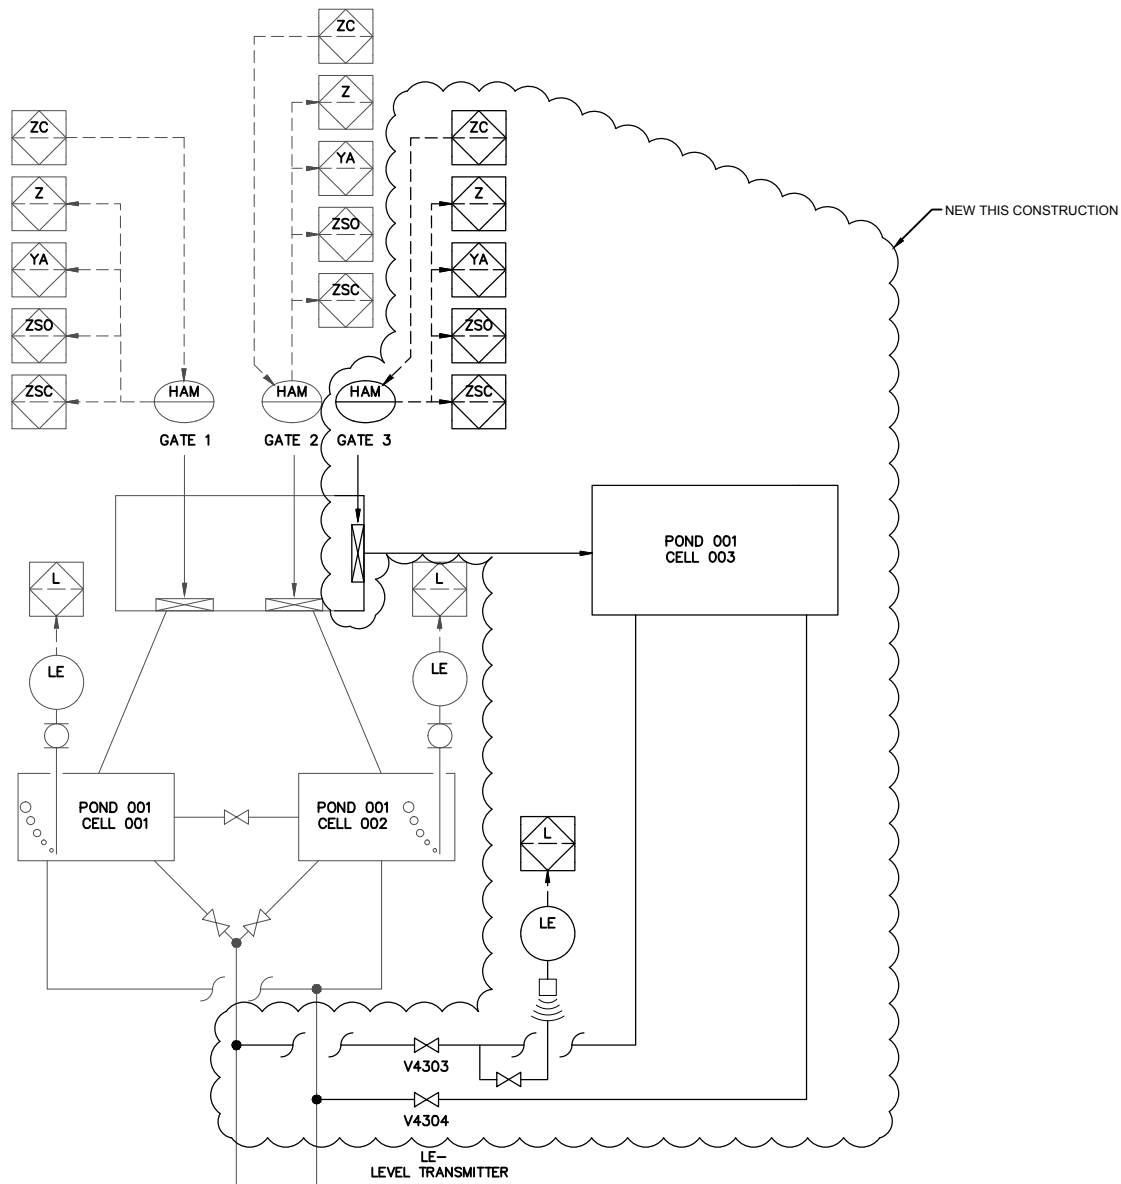 ZC
Z
YA
ZSO
ZSC
HAM
GATE 1
ZC
Z
YA
ZSO
ZSC
HAM
GATE 2
ZC
Z
YA
ZSO
ZSC
HAM
GATE 3
NEW THIS CONSTRUCTION
POND 001
CELL 003
L
LE
L
LE
POND 001
CELL 001
POND 001
CELL 002
L
LE
V4303
V4304
LE-
LEVEL TRANSMITTER